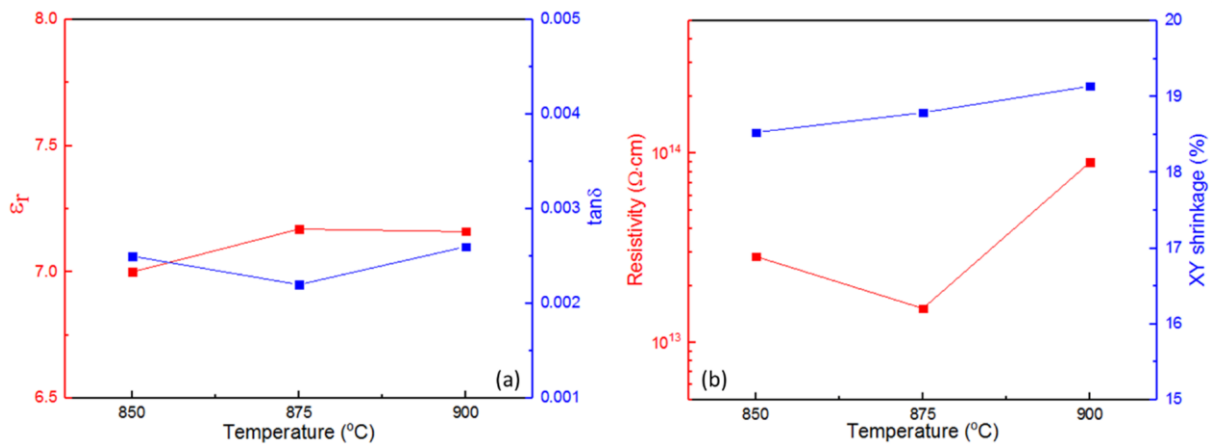 8.0
7.5
7.0
6.5
εr
0.005
0.004
0.003
0.002
0.001
tanδ
(a)
850
875
900
Temperature (°C)
10¹⁴
10¹³
Resistivity (Ω·cm)
20
19
18
17
16
15
XY shrinkage (%)
(b)
850
875
900
Temperature (°C)